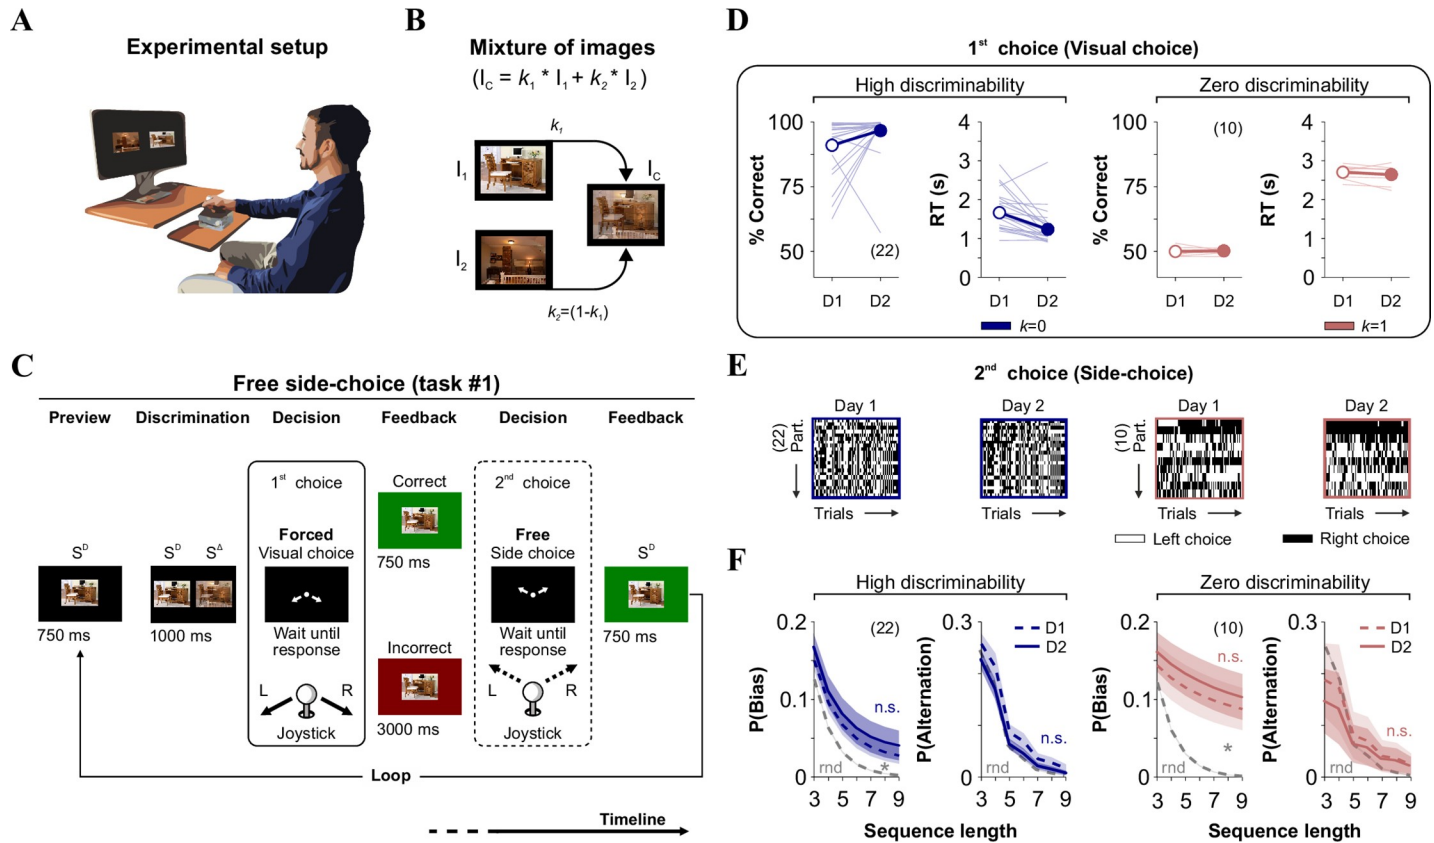 A
Experimental setup
B
Mixture of images
(I_C = k_1 * I_1 + k_2 * I_2)
k_1
I_1
I_C
I_2
k_2=(1-k_1)
C
Free side-choice (task #1)
Preview Discrimination Decision Feedback Decision Feedback
1st choice
Forced
Visual choice
Wait until
response
L R
Joystick
Correct
750 ms
Incorrect
3000 ms
2nd choice
Free
Side choice
Wait until
response
L R
Joystick
S^D
750 ms
S^D S^Δ
1000 ms
S^D
750 ms
Loop
Timeline
D
1st choice (Visual choice)
High discriminability
Zero discriminability
% Correct
100
75
50
(22)
D1 D2
RT (s)
4
3
2
1
0
D1 D2
k=0
% Correct
100
75
50
(10)
D1 D2
RT (s)
4
3
2
1
0
D1 D2
k=1
E
2nd choice (Side-choice)
Day 1 Day 2 Day 1 Day 2
(22)
Part.
Trials
Trials
(10)
Part.
Trials
Trials
Left choice Right choice
F
High discriminability
Zero discriminability
P(Bias)
0.2
0.1
0
(22)
n.s.
rnd *
3 5 7 9
P(Alternation)
0.3
0
D1
D2
n.s.
rnd
3 5 7 9
Sequence length
P(Bias)
0.2
0.1
0
(10)
n.s.
rnd *
3 5 7 9
P(Alternation)
0.3
0
D1
D2
n.s.
rnd
3 5 7 9
Sequence length